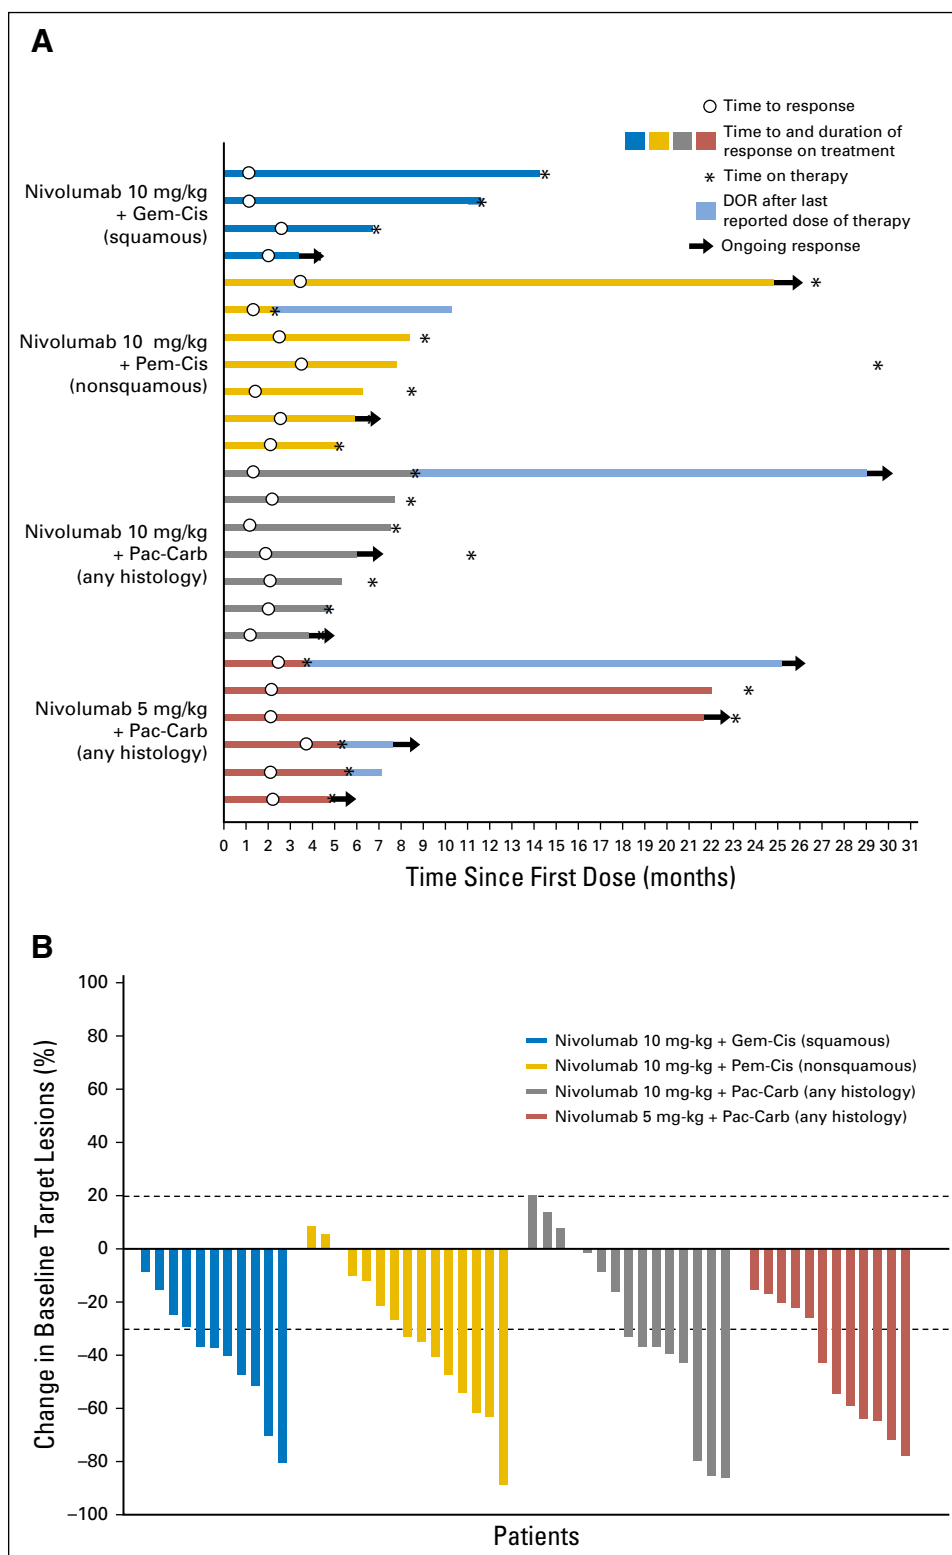 A
Time to response
Time to and duration of
response on treatment
* Time on therapy
DOR after last
reported dose of therapy
Ongoing response
Nivolumab 10 mg/kg
+ Gem-Cis
(squamous)
Nivolumab 10 mg/kg
+ Pem-Cis
(nonsquamous)
Nivolumab 10 mg/kg
+ Pac-Carb
(any histology)
Nivolumab 5 mg/kg
+ Pac-Carb
(any histology)
0 1 2 3 4 5 6 7 8 9 10 11 12 13 14 15 16 17 18 19 20 21 22 23 24 25 26 27 28 29 30 31
Time Since First Dose (months)
B
Change in Baseline Target Lesions (%)
100
80
60
40
20
0
–20
–40
–60
–80
–100
Nivolumab 10 mg-kg + Gem-Cis (squamous)
Nivolumab 10 mg-kg + Pem-Cis (nonsquamous)
Nivolumab 10 mg-kg + Pac-Carb (any histology)
Nivolumab 5 mg-kg + Pac-Carb (any histology)
Patients